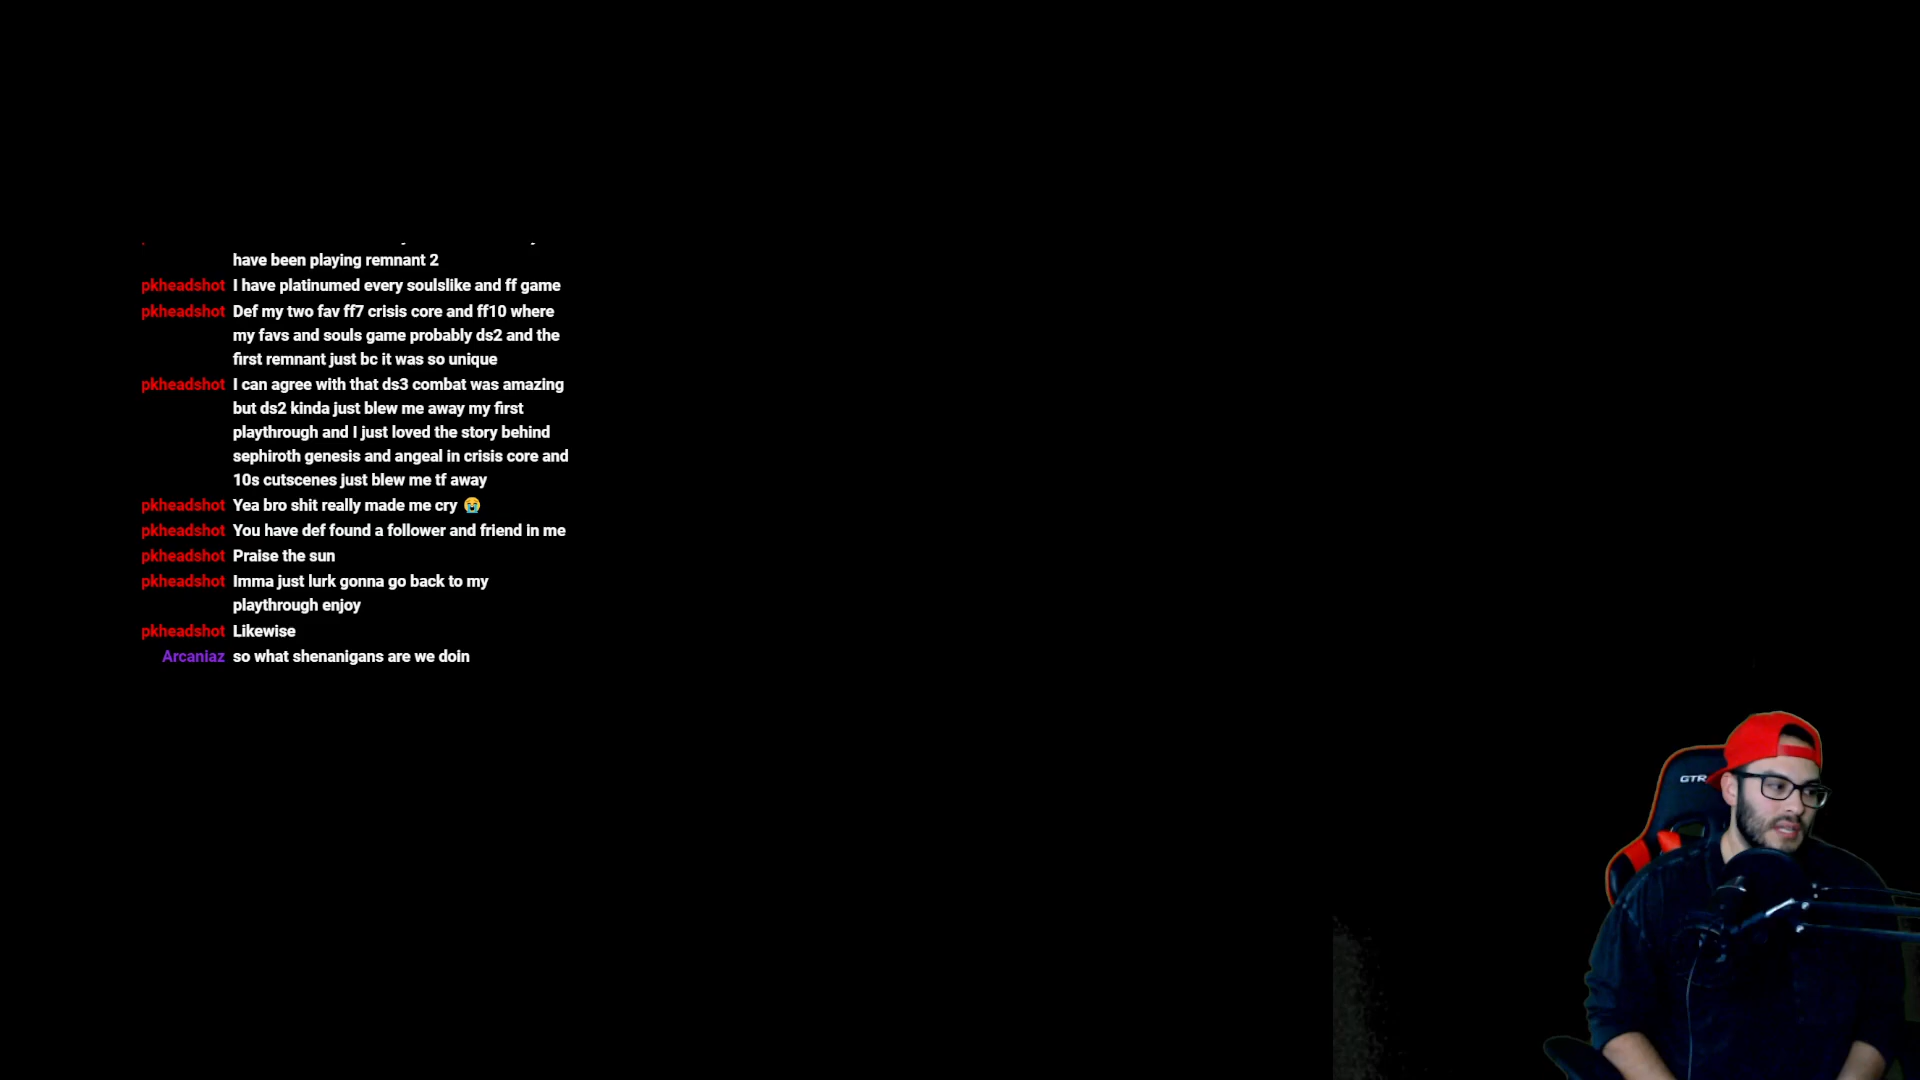 have been playing remnant 2
pkheadshot I have platinumed every soulslike and ff game
pkheadshot Def my two fav ff7 crisis core and ff10 where
my favs and souls game probably ds2 and the
first remnant just bc it was so unique
pkheadshot I can agree with that ds3 combat was amazing
but ds2 kinda just blew me away my first
playthrough and I just loved the story behind
sephiroth genesis and angeal in crisis core and
10s cutscenes just blew me tf away
pkheadshot Yea bro shit really made me cry 😭
pkheadshot You have def found a follower and friend in me
pkheadshot Praise the sun
pkheadshot Imma just lurk gonna go back to my
playthrough enjoy
pkheadshot Likewise
Arcaniaz so what shenanigans are we doin
GTR